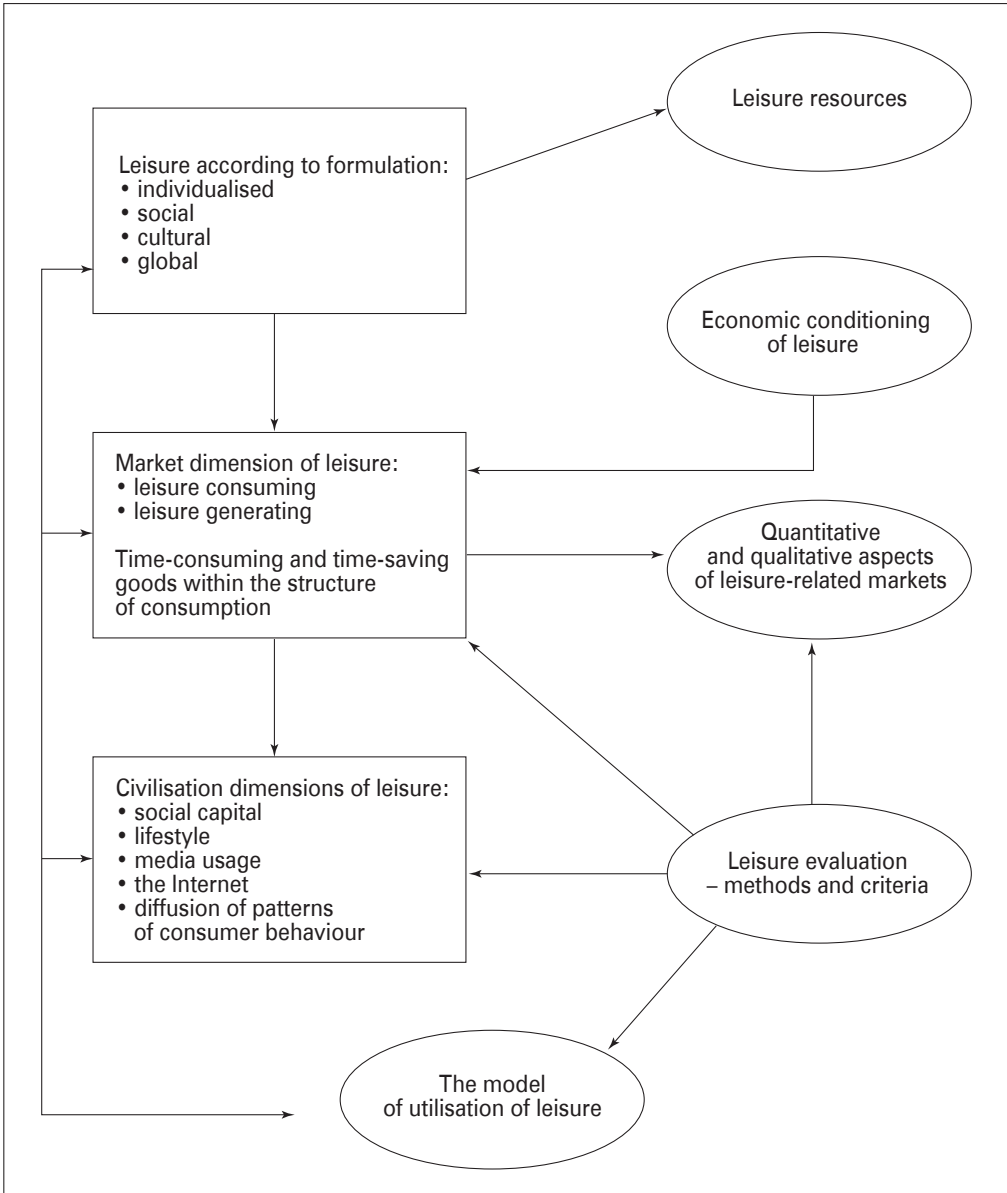 Leisure resources
Leisure according to formulation:
• individualised
• social
• cultural
• global
Economic conditioning
of leisure
Market dimension of leisure:
• leisure consuming
• leisure generating
Time-consuming and time-saving
goods within the structure
of consumption
Quantitative
and qualitative aspects
of leisure-related markets
Civilisation dimensions of leisure:
• social capital
• lifestyle
• media usage
• the Internet
• diffusion of patterns
of consumer behaviour
Leisure evaluation
– methods and criteria
The model
of utilisation of leisure